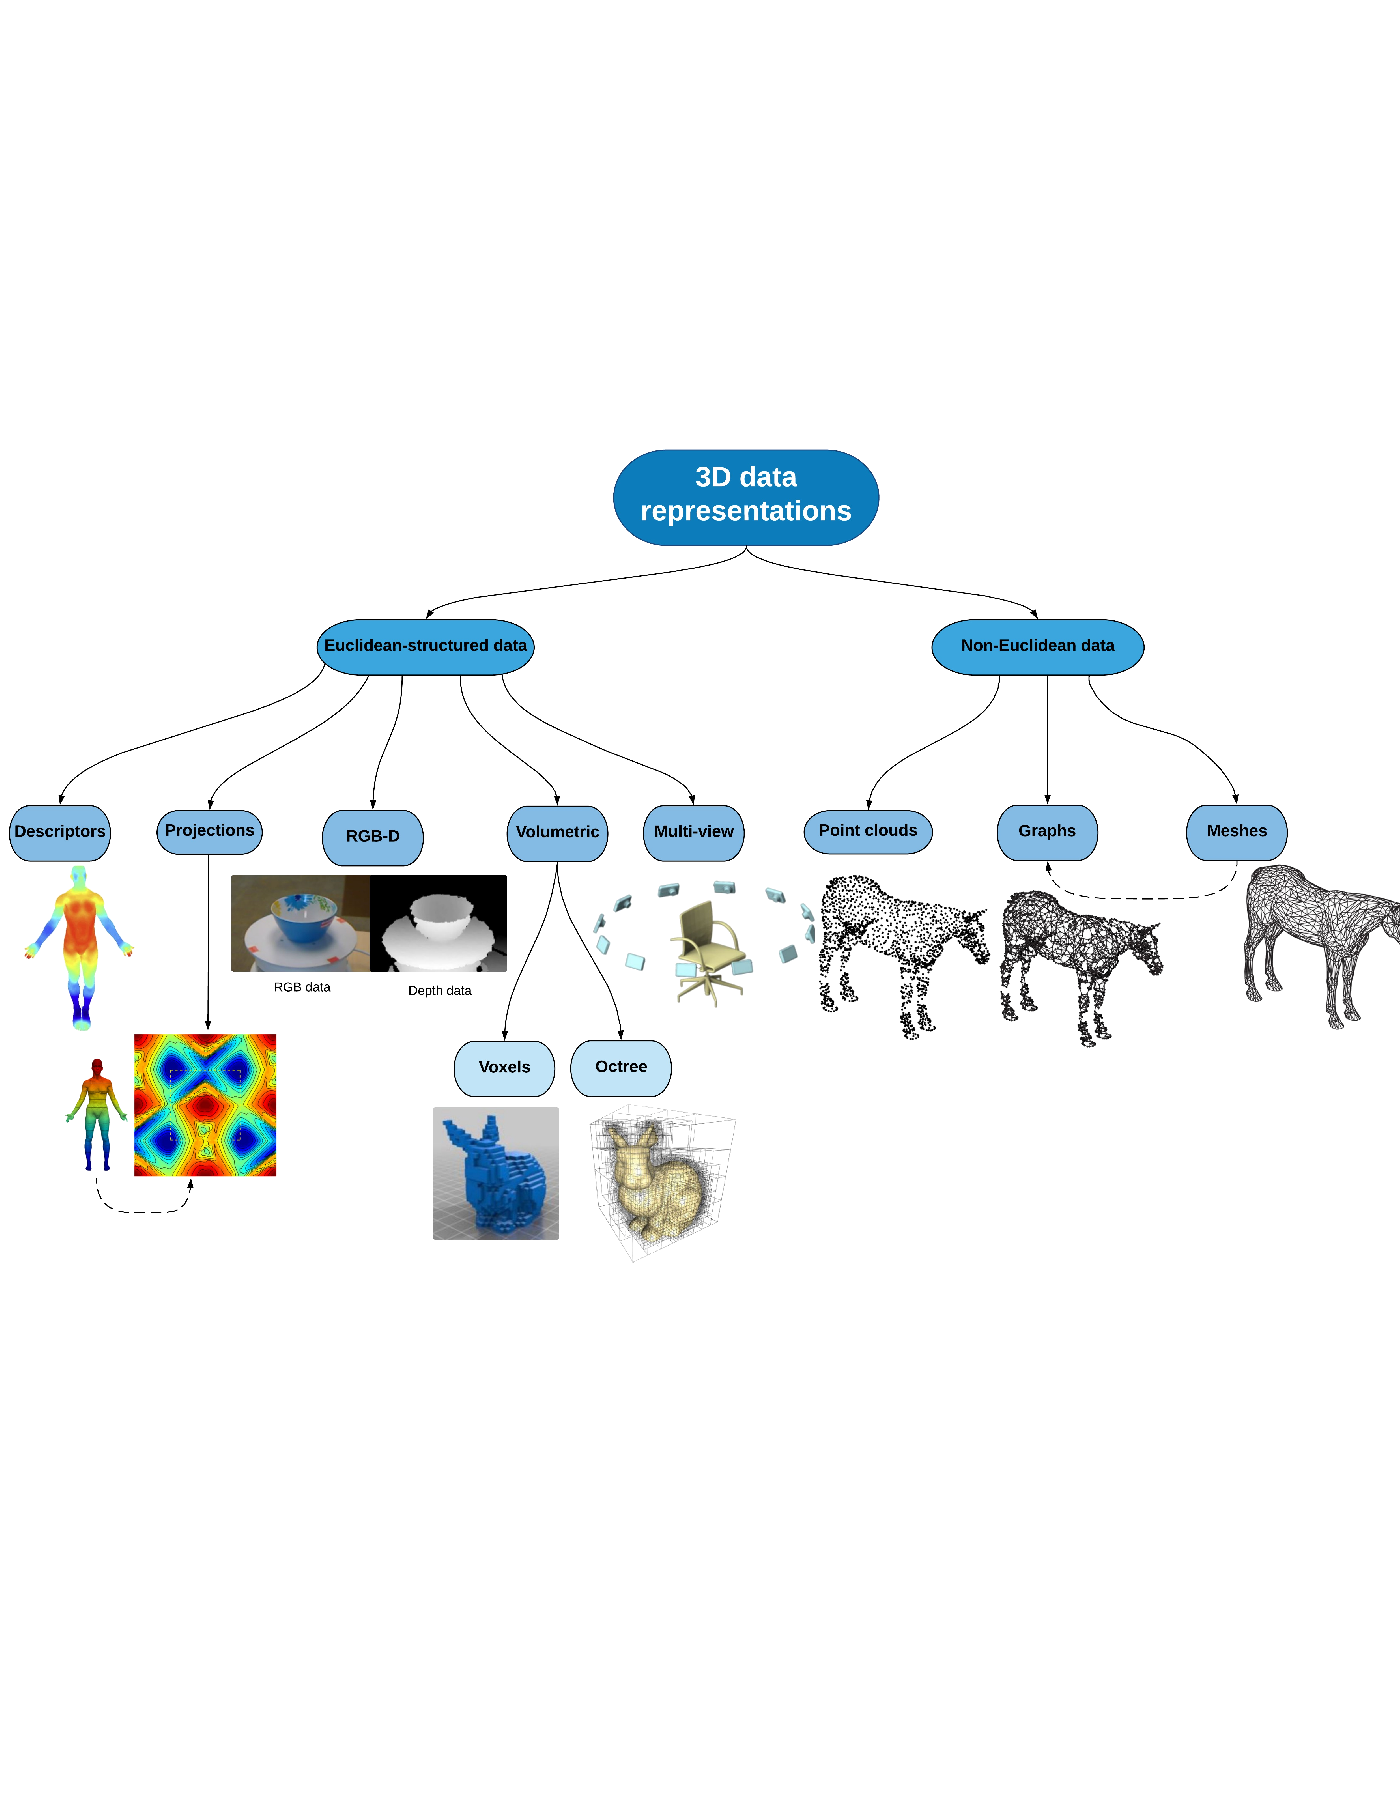 3D data
representations
Euclidean-structured data
Non-Euclidean data
Descriptors
Projections
RGB-D
Volumetric
Multi-view
Point clouds
Graphs
Meshes
RGB data
Depth data
Voxels
Octree